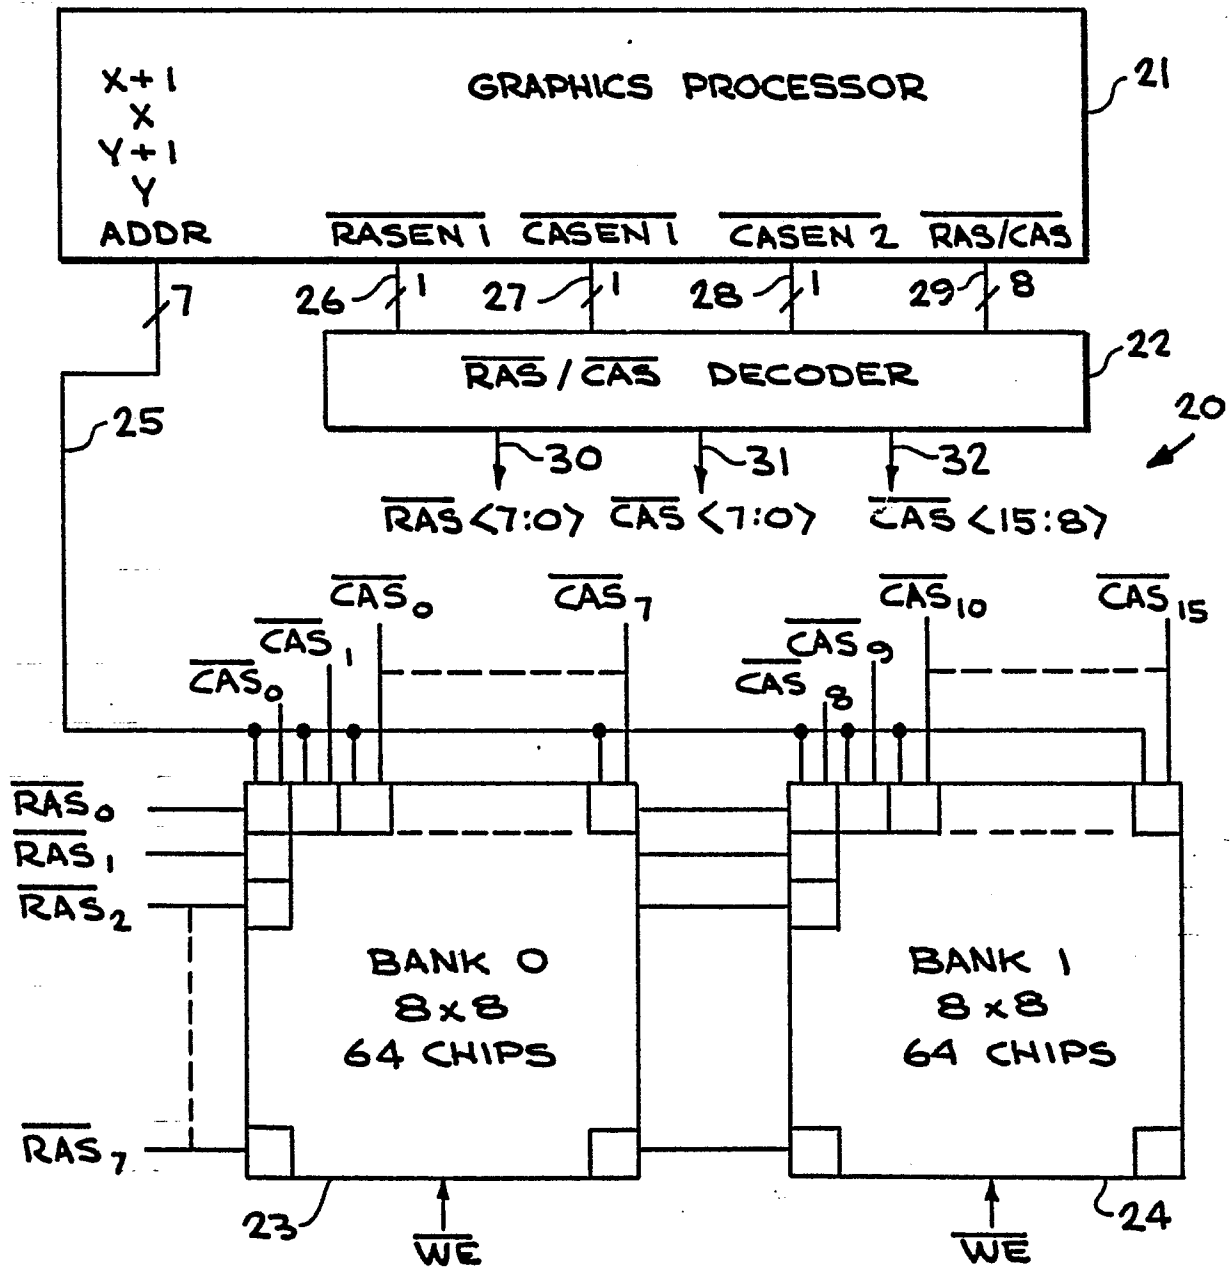 X+1
GRAPHICS PROCESSOR
21
X
Y+1
Y
ADDR
RASEN 1
CASEN 1
CASEN 2
RAS/CAS
7
26
1
27
1
28
1
29
8
RAS/CAS DECODER
22
25
20
30
31
32
RAS<7:0>
CAS<7:0>
CAS<15:8>
CAS0
CAS7
CAS10
CAS15
CAS1
CAS9
CAS0
CAS8
RAS0
RAS1
RAS2
BANK 0
8x8
64 CHIPS
BANK 1
8x8
64 CHIPS
RAS7
23
WE
24
WE